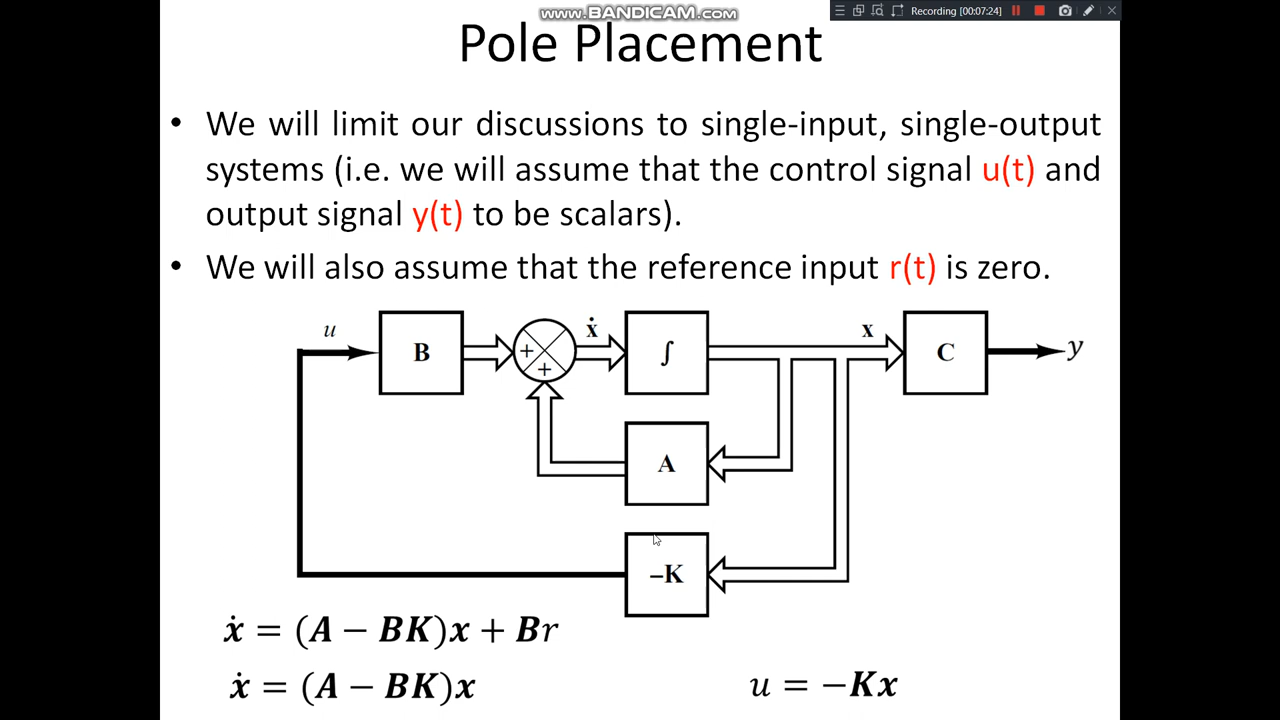 www.BANDICAM.com
Recording [00:07:24]
Pole Placement
• We will limit our discussions to single-input, single-output
systems (i.e. we will assume that the control signal u(t) and
output signal y(t) to be scalars).
• We will also assume that the reference input r(t) is zero.
u
B
+
+
ẋ
∫
x
C
y
A
–K
ẋ = (A − BK)x + Br
ẋ = (A − BK)x
u = −Kx